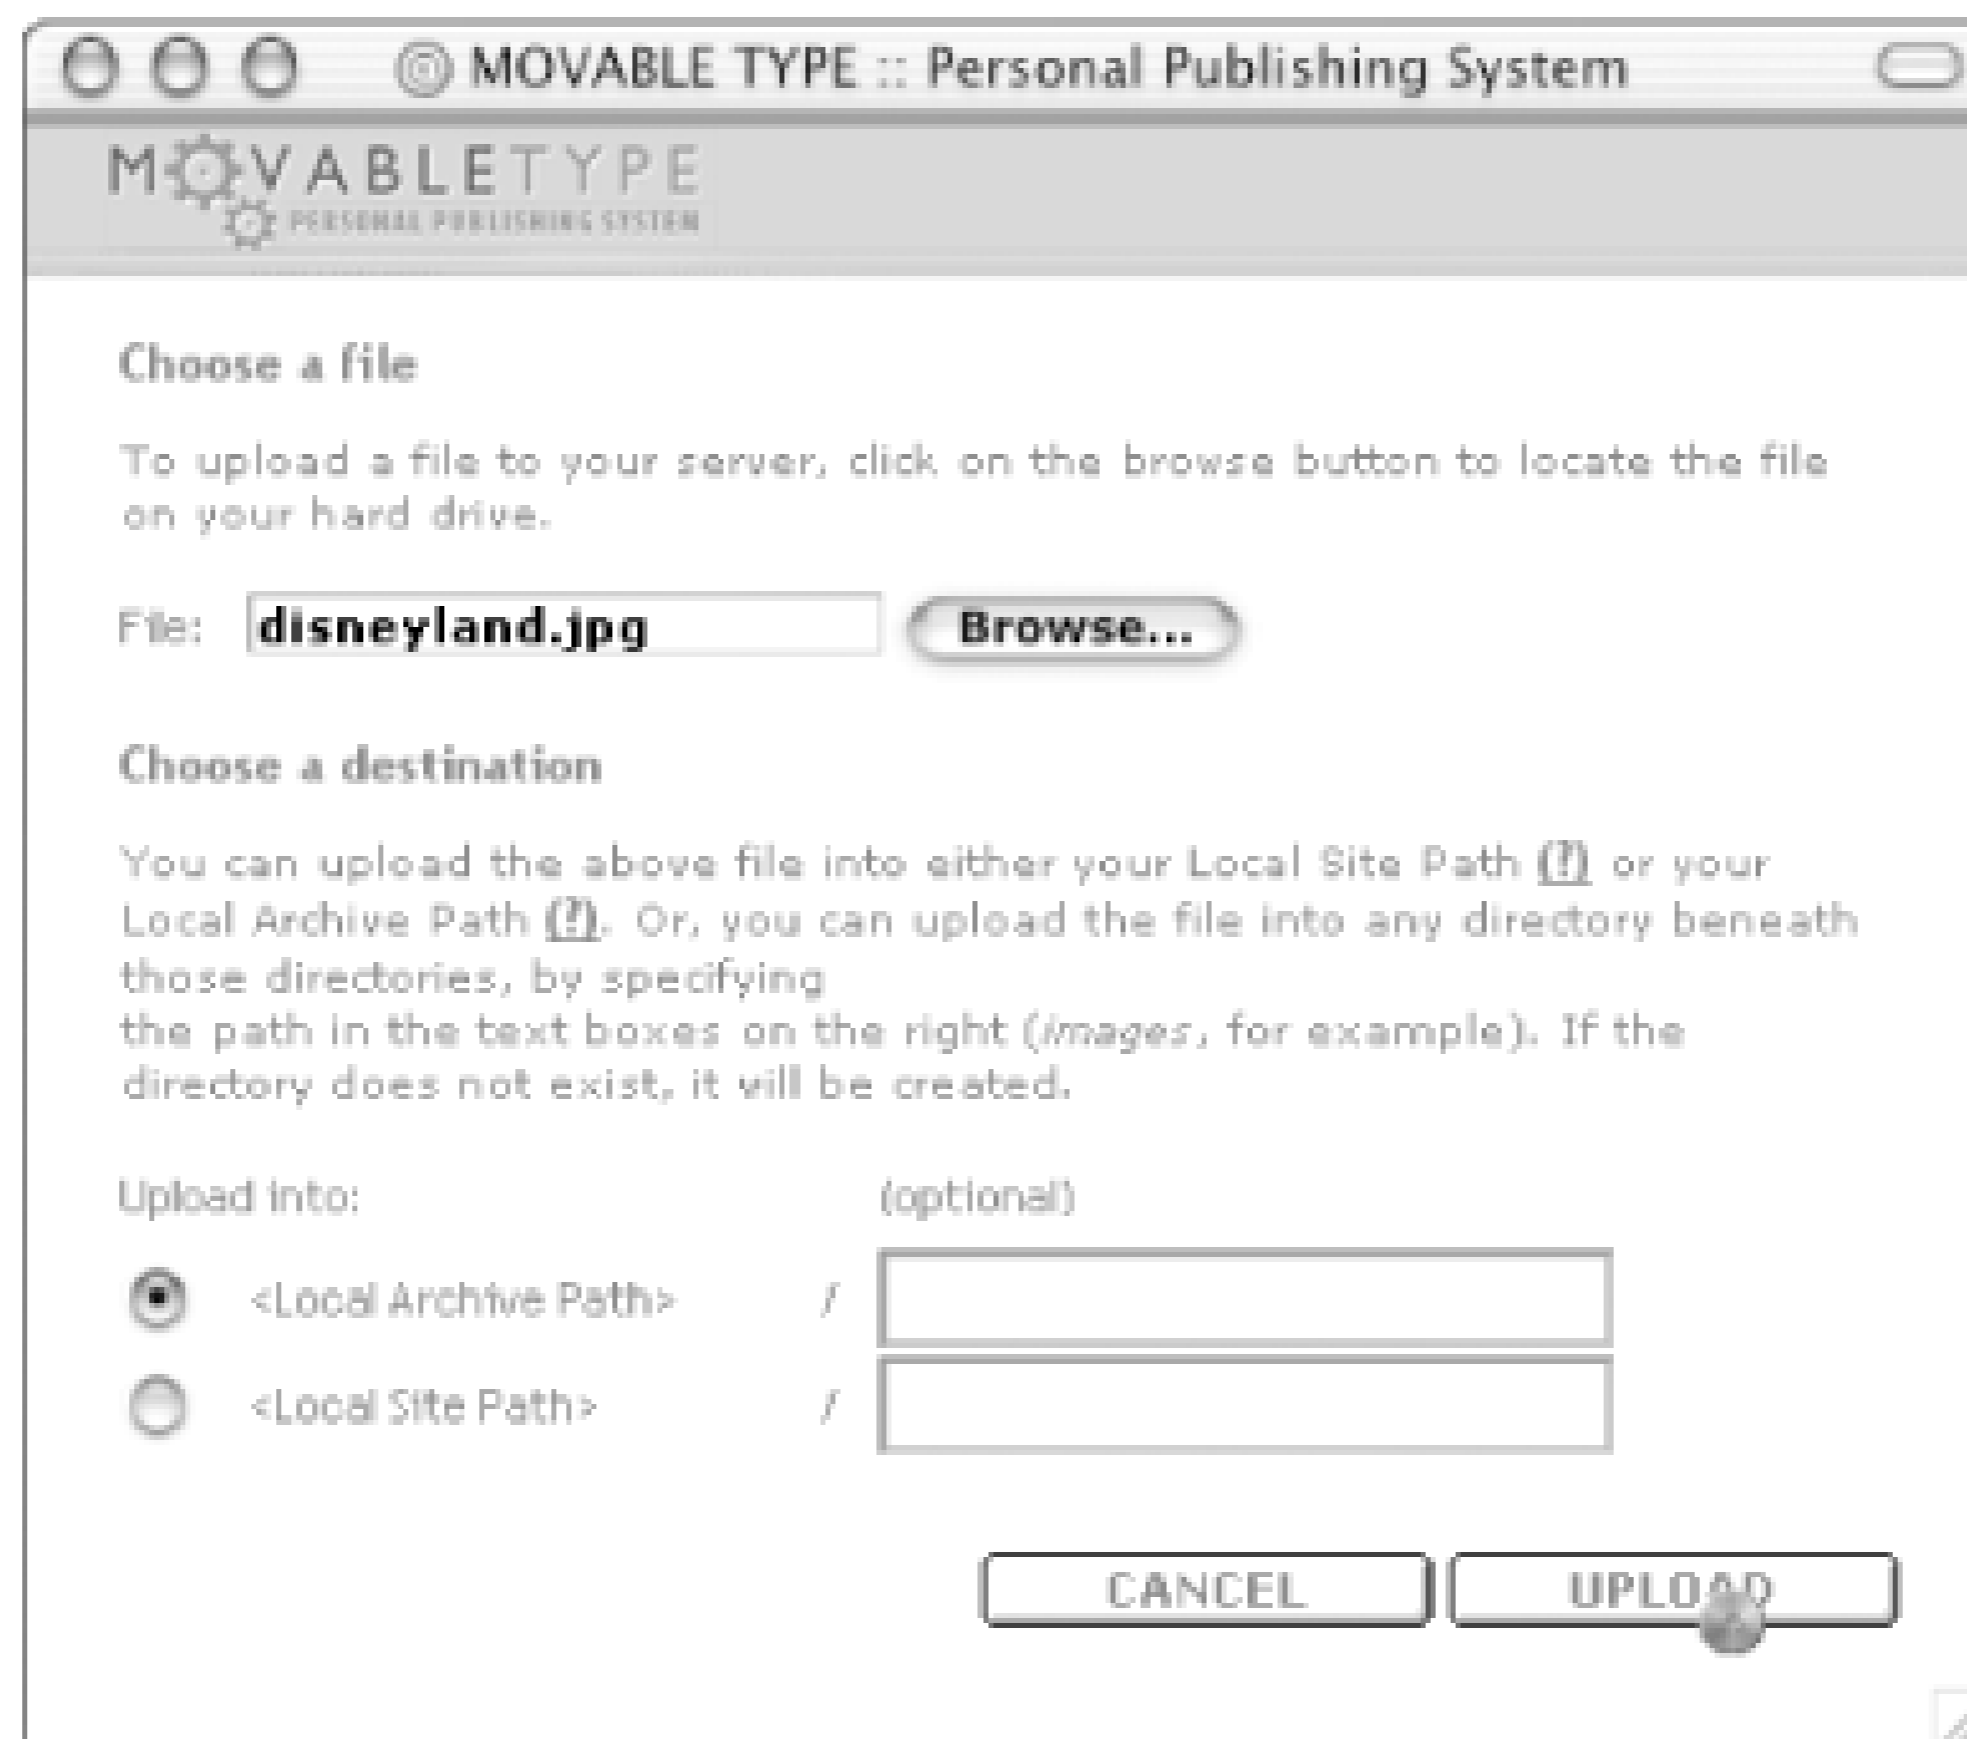 MOVABLE TYPE :: Personal Publishing System
MOVABLETYPE
PERSONAL PUBLISHING SYSTEM
Choose a file
To upload a file to your server, click on the browse button to locate the file
on your hard drive.
File: disneyland.jpg Browse...
Choose a destination
You can upload the above file into either your Local Site Path (?) or your
Local Archive Path (?). Or, you can upload the file into any directory beneath
those directories, by specifying
the path in the text boxes on the right (images, for example). If the
directory does not exist, it will be created.
Upload into: (optional)
<Local Archive Path> /
<Local Site Path> /
CANCEL UPLOAD